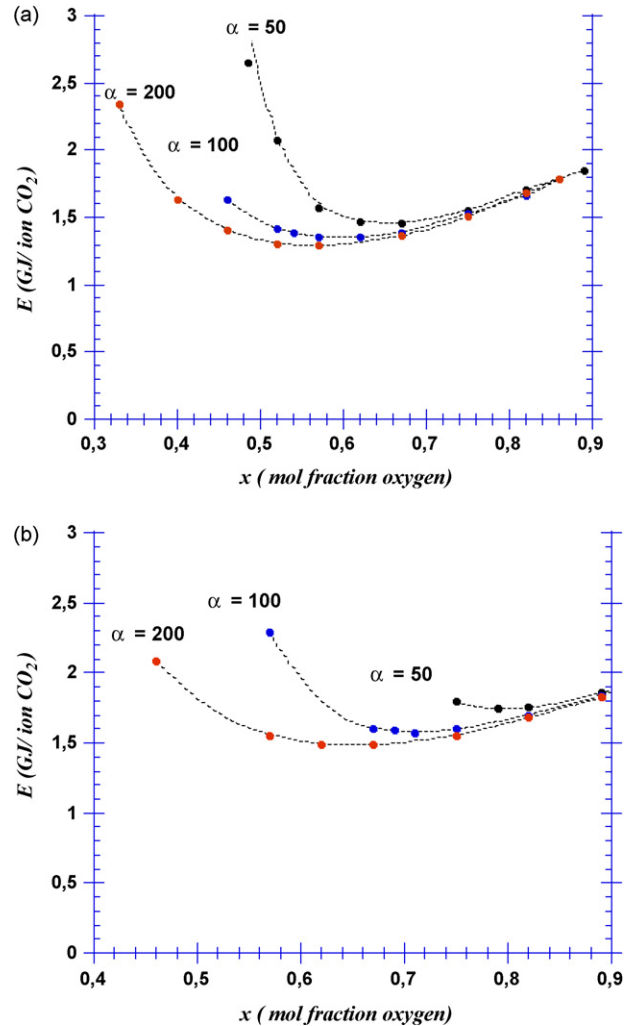 (a)
3
α = 50
2,5
α = 200
2
α = 100
1,5
1
0,5
0
E (GJ/ ion CO₂)
0,3 0,4 0,5 0,6 0,7 0,8 0,9
x ( mol fraction oxygen)
(b)
3
2,5
α = 100
α = 200
2
α = 50
1,5
1
0,5
0
E (GJ/ ion CO₂)
0,4 0,5 0,6 0,7 0,8 0,9
x ( mol fraction oxygen)